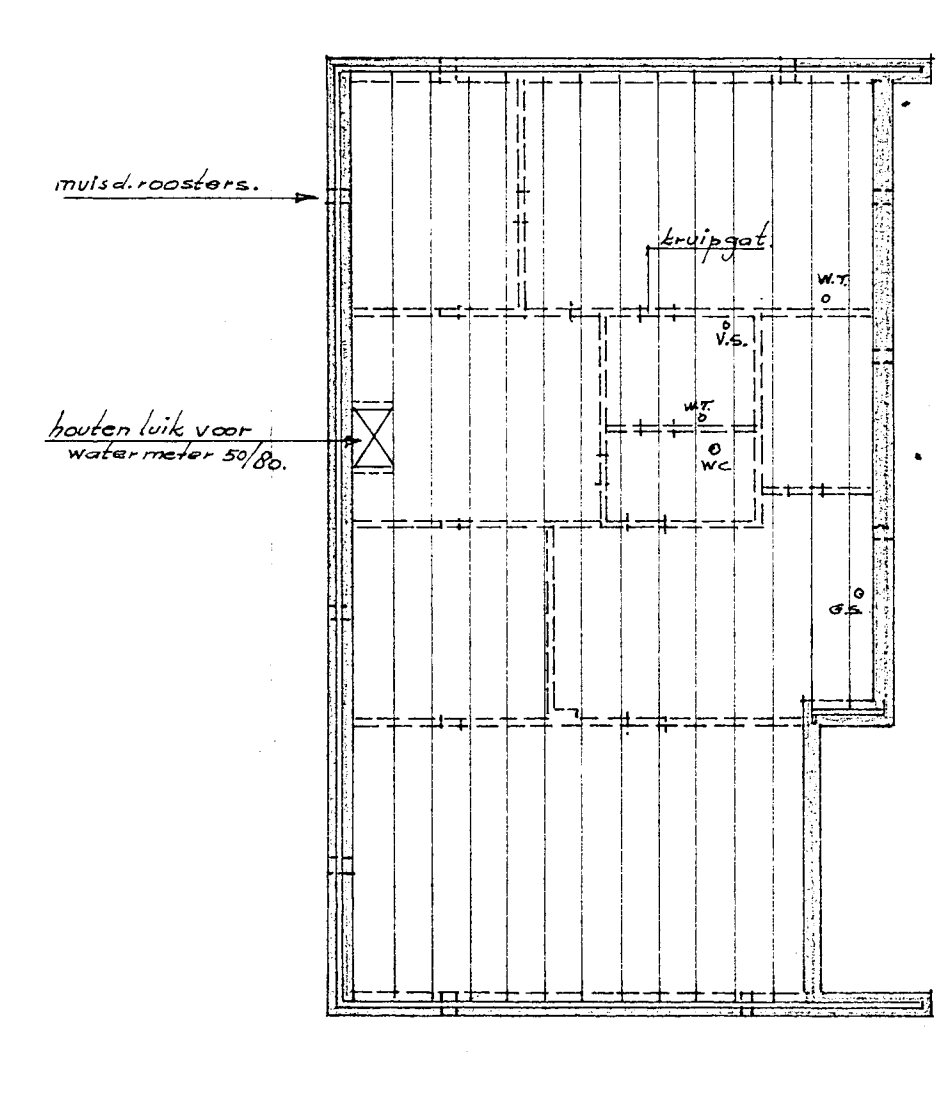 muisd.roosters.
kruipgat.
W.T.
V.S.
houten luik voor
watermeter 50/80.
W.T.
WC
G.S.